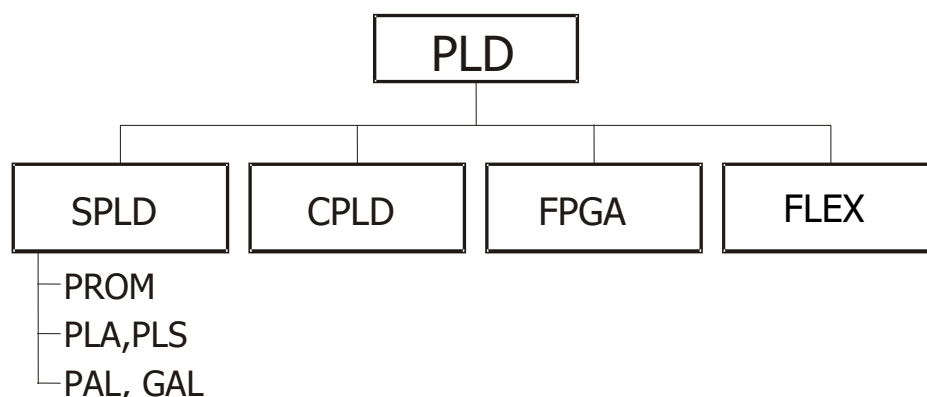 PLD
SPLD
CPLD
FPGA
FLEX
PROM
PLA,PLS
PAL, GAL